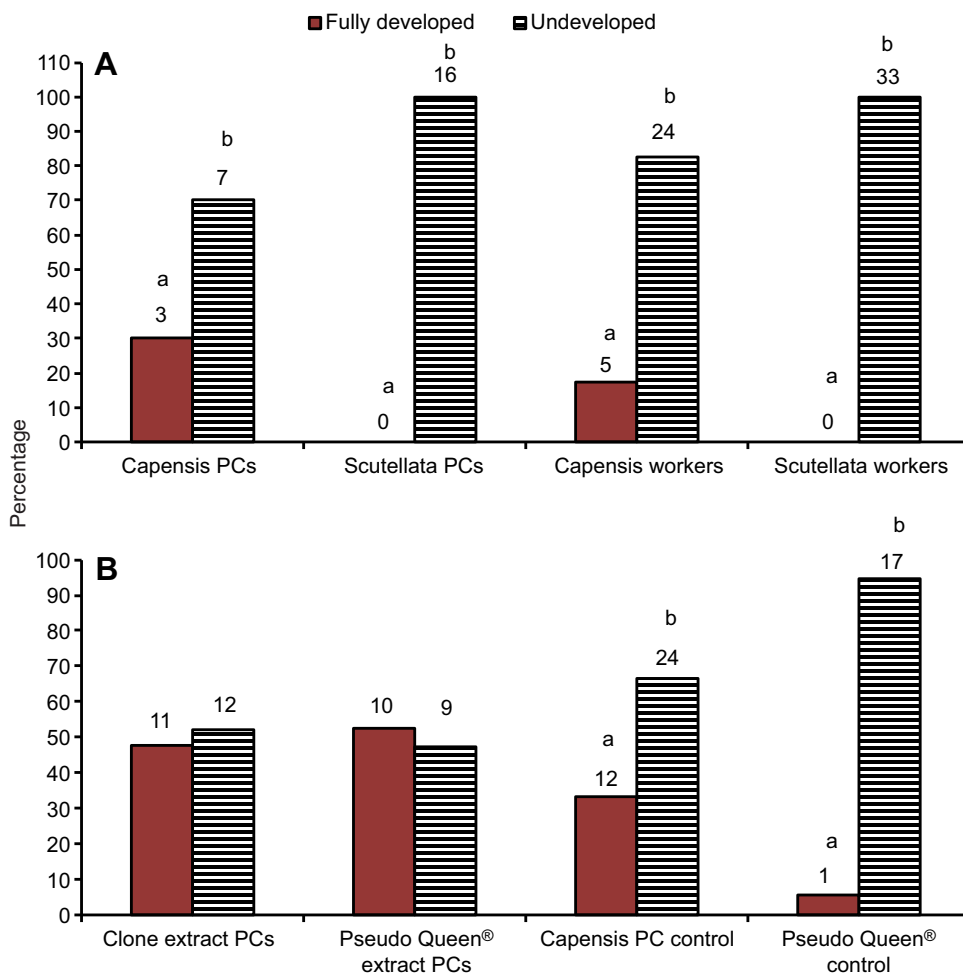 Fully developed Undeveloped
A
110
100
90
80
70
60
50
40
30
20
10
0
a
3
b
7
a
0
b
16
a
5
b
24
a
0
b
33
Capensis PCs Scutellata PCs Capensis workers Scutellata workers
Percentage
B
100
90
80
70
60
50
40
30
20
10
0
11
12
10
9
a
12
b
24
a
1
b
17
Clone extract PCs Pseudo Queen® Capensis PC control Pseudo Queen®
extract PCs control